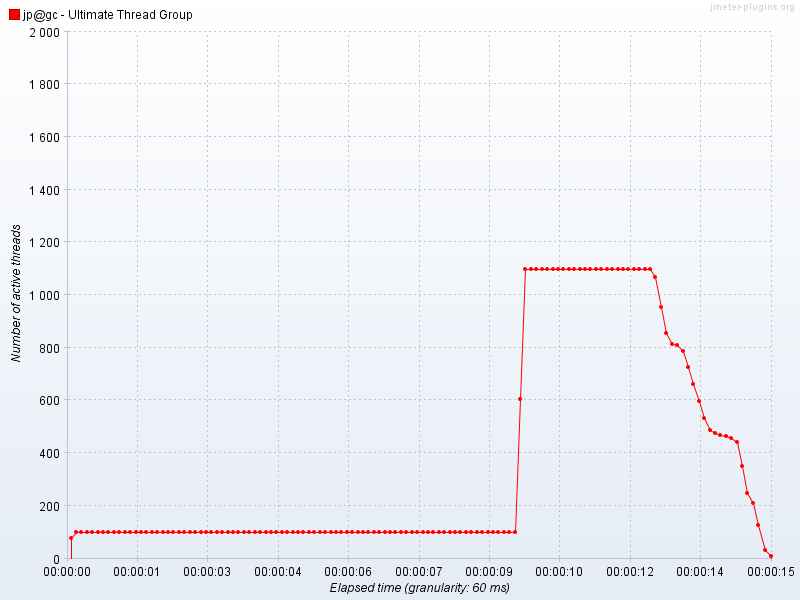 jmeter-plugins.org
jp@gc - Ultimate Thread Group
2 000
1 800
1 600
1 400
1 200
1 000
800
600
400
200
0
Number of active threads
00:00:00 00:00:01 00:00:03 00:00:04 00:00:06 00:00:07 00:00:09 00:00:10 00:00:12 00:00:14 00:00:15
Elapsed time (granularity: 60 ms)